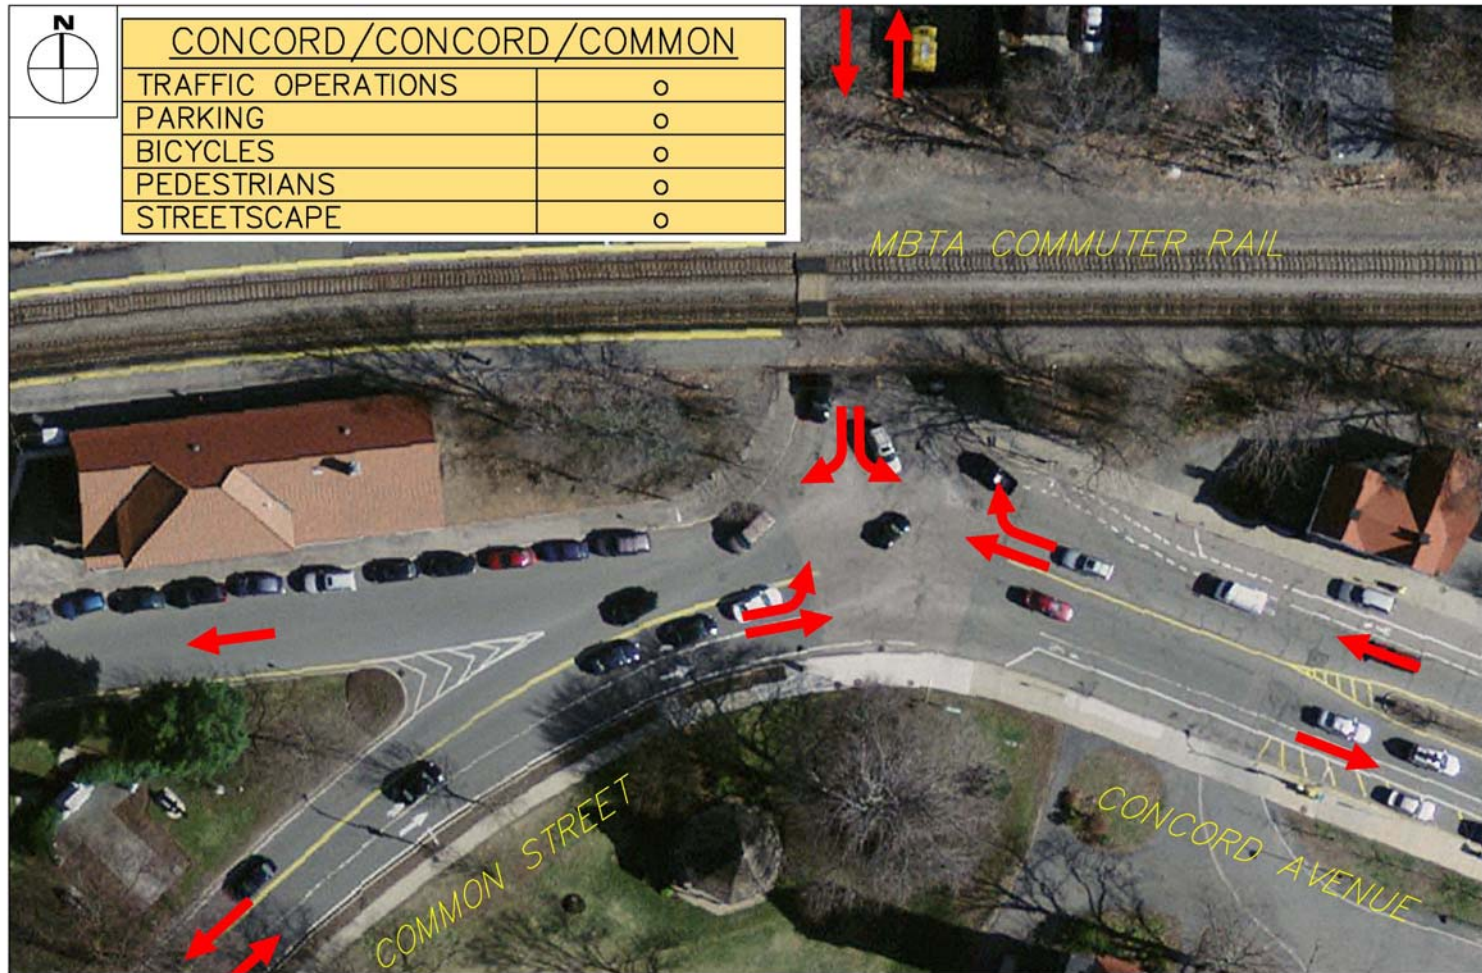 N
CONCORD/CONCORD/COMMON
TRAFFIC OPERATIONS o
PARKING o
BICYCLES o
PEDESTRIANS o
STREETSCAPE o
MBTA COMMUTER RAIL
COMMON STREET
CONCORD AVENUE